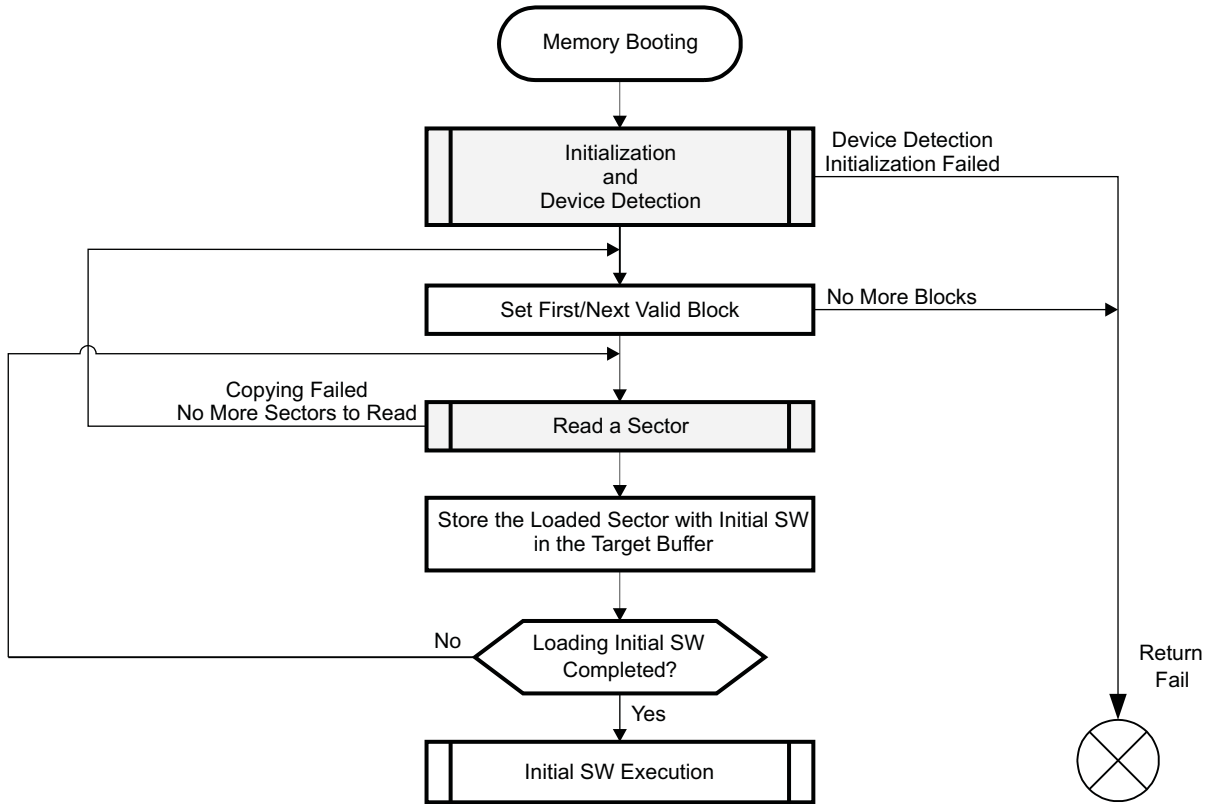 Memory Booting
Initialization
and
Device Detection
Device Detection
Initialization Failed
Set First/Next Valid Block
No More Blocks
Copying Failed
No More Sectors to Read
Read a Sector
Store the Loaded Sector with Initial SW
in the Target Buffer
No
Loading Initial SW
Completed?
Return
Fail
Yes
Initial SW Execution